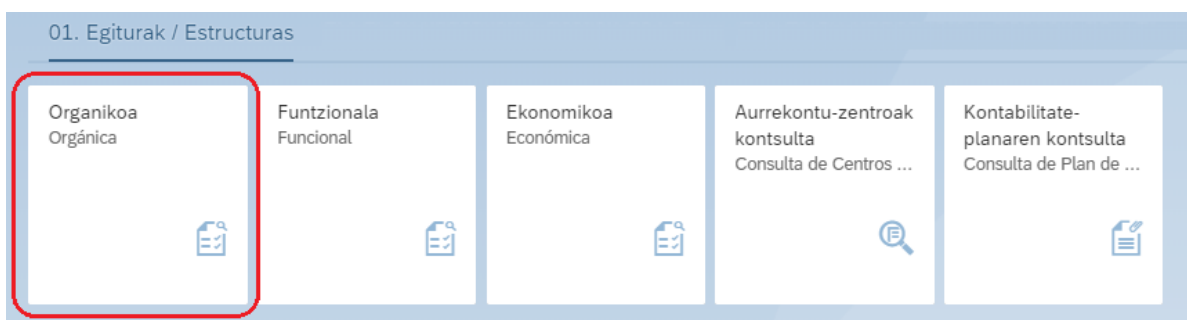 01. Egiturak / Estructuras
Organikoa
Orgánica
Funtzionala
Funcional
Ekonomikoa
Económica
Aurrekontu-zentroak
kontsulta
Consulta de Centros ...
Kontabilitate-
planaren kontsulta
Consulta de Plan de ...